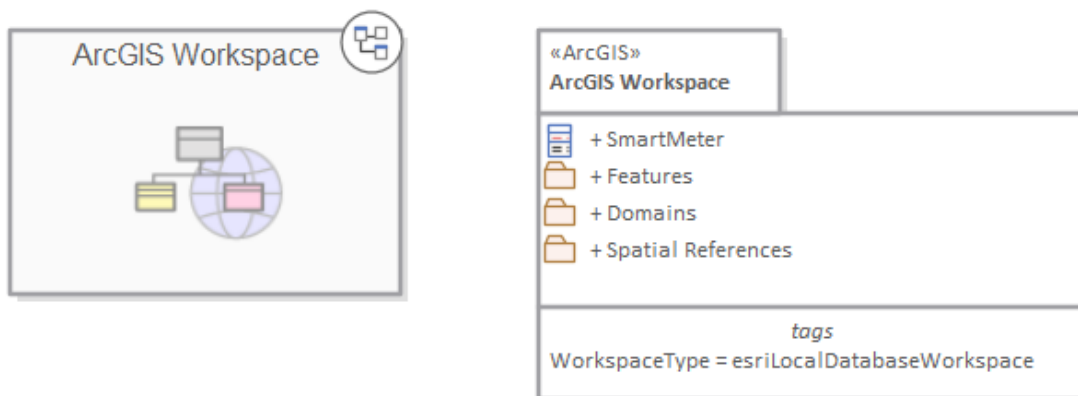 ArcGIS Workspace
«ArcGIS»
ArcGIS Workspace
+ SmartMeter
+ Features
+ Domains
+ Spatial References
tags
WorkspaceType = esriLocalDatabaseWorkspace